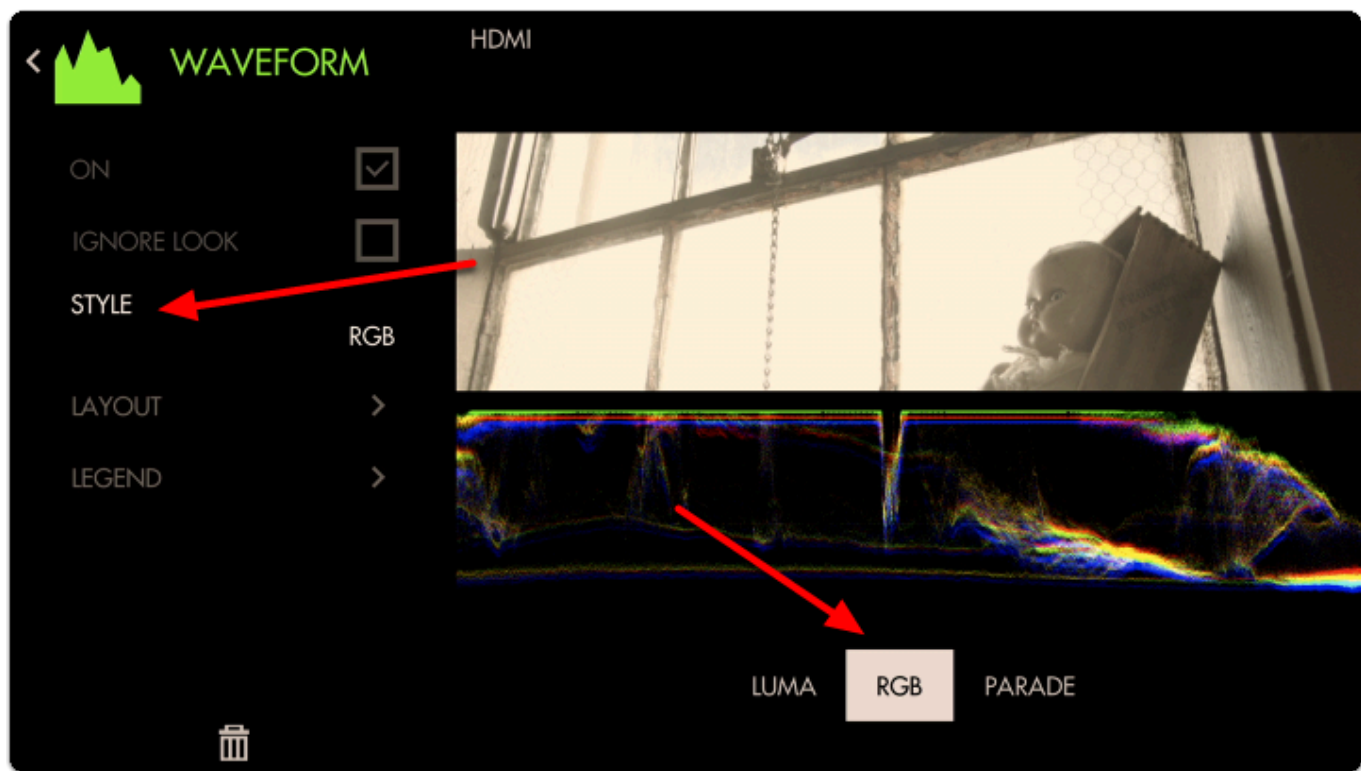 WAVEFORM
HDMI
ON
IGNORE LOOK
STYLE
RGB
LAYOUT
LEGEND
LUMA
RGB
PARADE